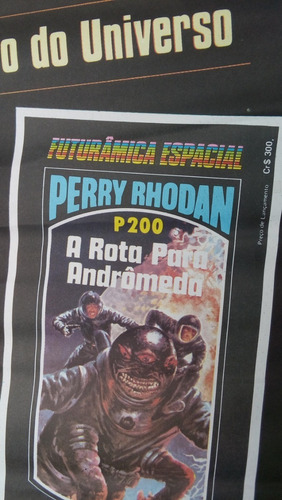 o do Universo
FUTURÂMICA ESPACIAL
PERRY RHODAN
P200
A Rota Para
Andrômeda
Preço de Lançamento Cr$ 300,